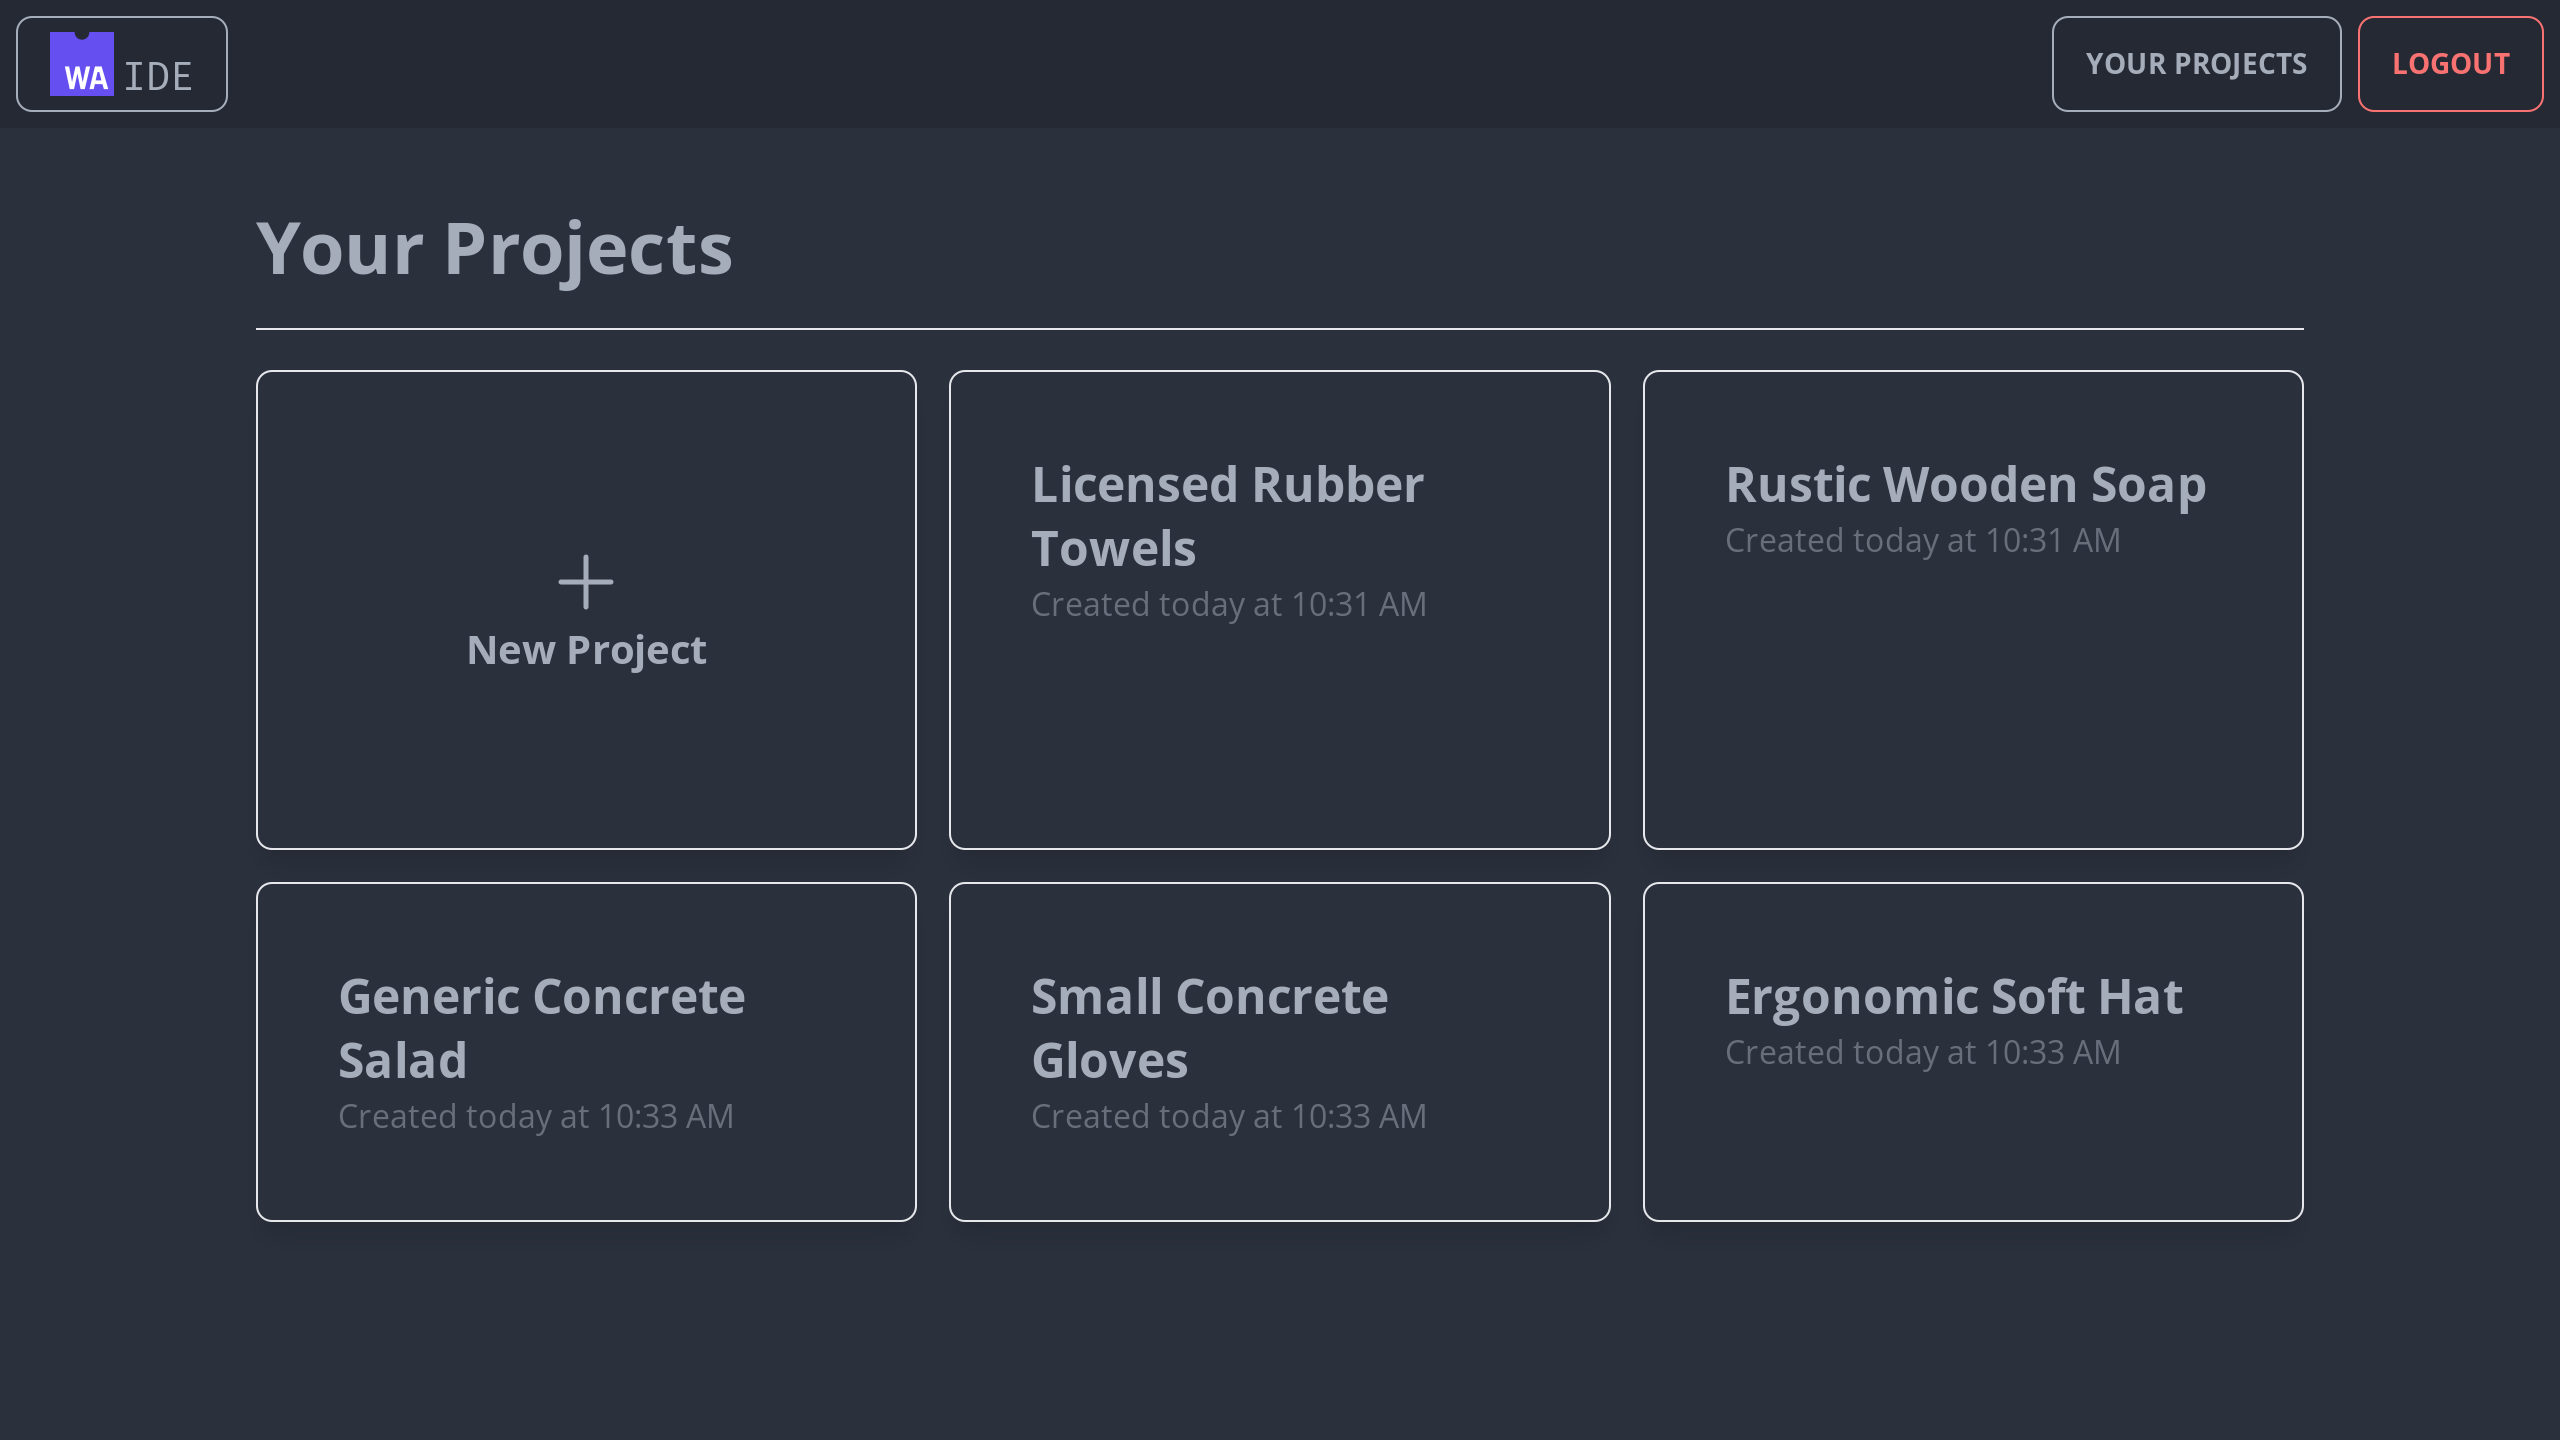 WA IDE
YOUR PROJECTS
LOGOUT
Your Projects
New Project
Licensed Rubber
Towels
Created today at 10:31 AM
Rustic Wooden Soap
Created today at 10:31 AM
Generic Concrete
Salad
Created today at 10:33 AM
Small Concrete
Gloves
Created today at 10:33 AM
Ergonomic Soft Hat
Created today at 10:33 AM